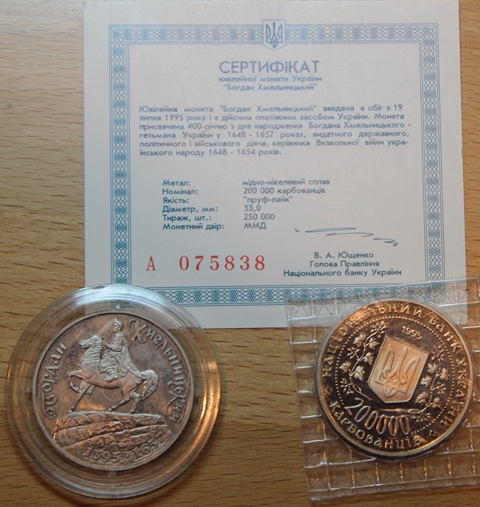 СЕРТИФІКАТ
ювілейної монети України
"Богдан Хмельницький"
Ювілейна монета "Богдан Хмельницький" введена в обіг з 19
липня 1995 року і є дійсним платіжним засобом України. Монета
присвячена 400-річчю з дня народження Богдана Хмельницького -
гетьмана України у 1648 - 1657 роках, видатного державного,
політичного і військового діяча, керівника Визвольної війни укра-
їнського народу 1648 - 1654 років.
Метал: мідно-нікелевий сплав
Номінал: 200 000 карбованців
Якість: "пруф-лайк"
Діаметр, мм: 33,0
Тираж, шт.: 250 000
Монетний двір: ММД
В. А. Ющенко
Голова Правління
Національного банку України
А 075838
Богдан Хмельницький
1595-1657
Національний банк України
1995
200000
карбованців